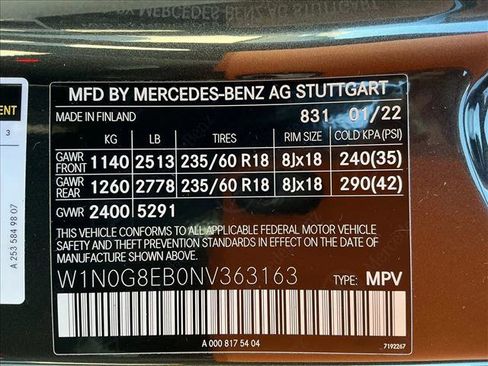 MFD BY MERCEDES-BENZ AG STUTTGART
MADE IN FINLAND 831 01/22
KG LB TIRES RIM SIZE COLD KPA (PSI)
GAWR FRONT 1140 2513 235/60 R18 8Jx18 240(35)
GAWR REAR 1260 2778 235/60 R18 8Jx18 290(42)
GVWR 2400 5291
THIS VEHICLE CONFORMS TO ALL APPLICABLE FEDERAL MOTOR VEHICLE
SAFETY AND THEFT PREVENTION STANDARDS IN EFFECT ON THE DATE
OF MANUFACTURE SHOWN ABOVE.
W1N0G8EB0NV363163 TYPE: MPV
A 000 817 54 04
7192267
A 253 584 98 07
3